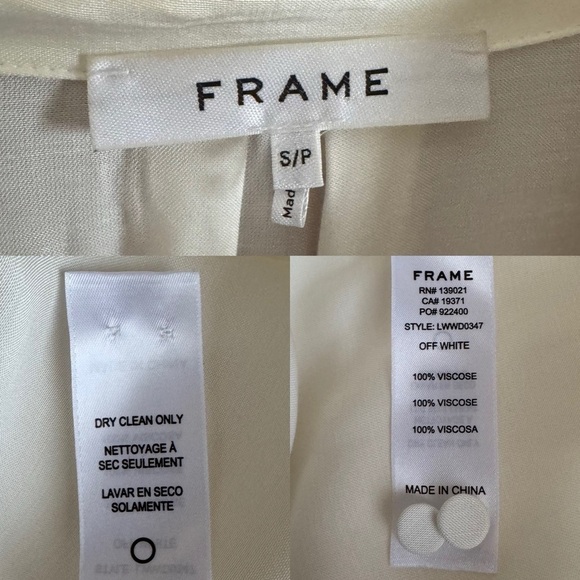 FRAME
S/P
Mad
DRY CLEAN ONLY
NETTOYAGE À
SEC SEULEMENT
LAVAR EN SECO
SOLAMENTE
FRAME
RN# 139021
CA# 19371
PO# 922400
STYLE: LWWD0347
OFF WHITE
100% VISCOSE
100% VISCOSE
100% VISCOSA
MADE IN CHINA